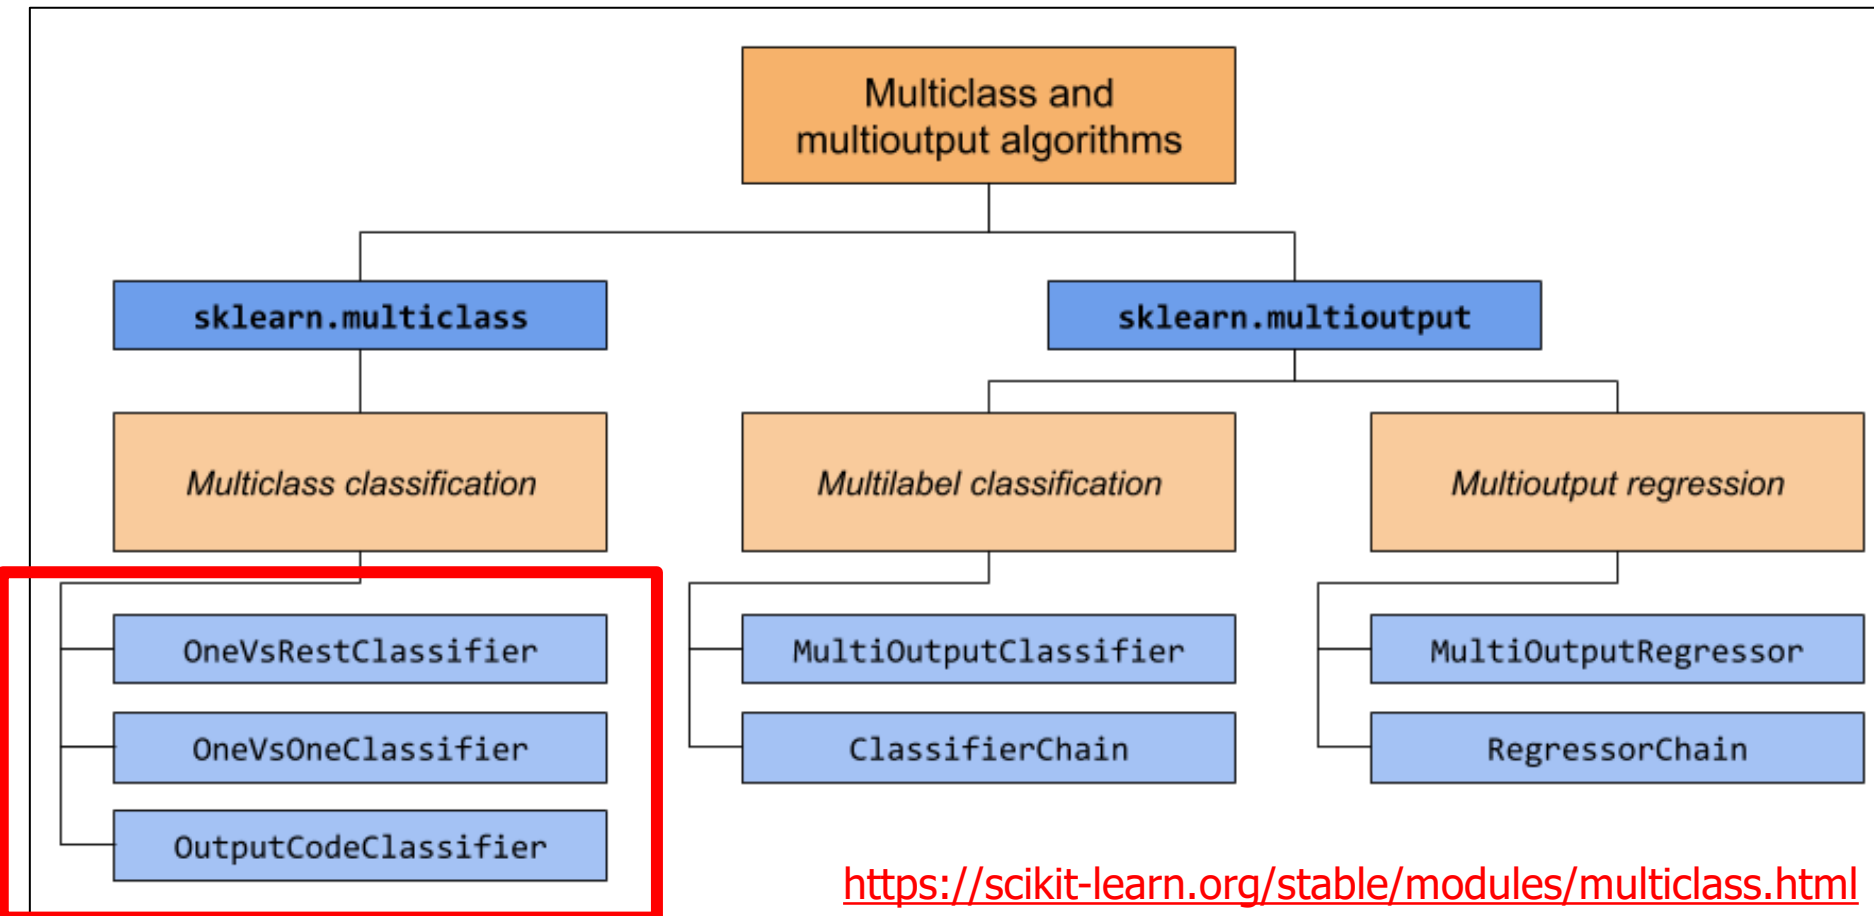 Multiclass and
multioutput algorithms
sklearn.multiclass
sklearn.multioutput
Multiclass classification
Multilabel classification
Multioutput regression
OneVsRestClassifier
MultiOutputClassifier
MultiOutputRegressor
OneVsOneClassifier
ClassifierChain
RegressorChain
OutputCodeClassifier
https://scikit-learn.org/stable/modules/multiclass.html